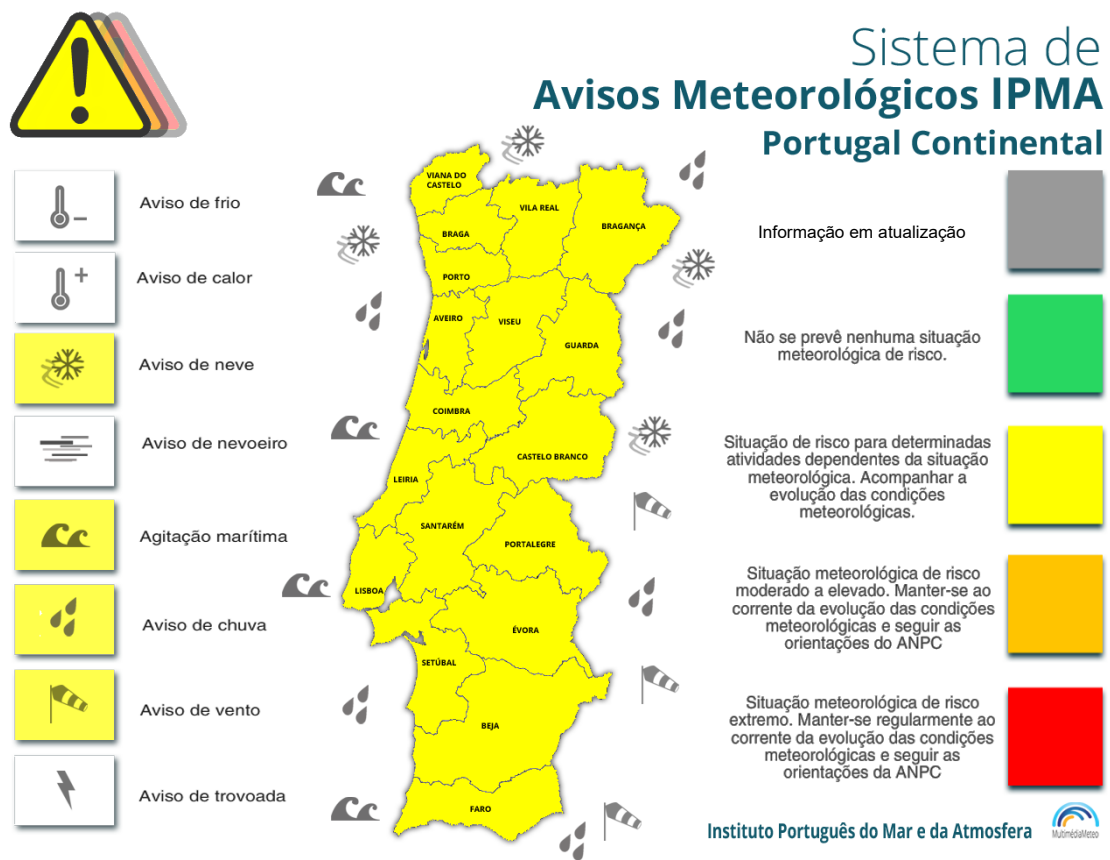 Sistema de
Avisos Meteorológicos IPMA
Portugal Continental
Aviso de frio
Aviso de calor
Aviso de neve
Aviso de nevoeiro
Agitação marítima
Aviso de chuva
Aviso de vento
Aviso de trovoada
VIANA DO
CASTELO
VILA REAL
BRAGANÇA
BRAGA
PORTO
AVEIRO
VISEU
GUARDA
COIMBRA
CASTELO BRANCO
LEIRIA
SANTARÉM
PORTALEGRE
LISBOA
ÉVORA
SETÚBAL
BEJA
FARO
Informação em atualização
Não se prevê nenhuma situação
meteorológica de risco.
Situação de risco para determinadas
atividades dependentes da situação
meteorológica. Acompanhar a
evolução das condições
meteorológicas.
Situação meteorológica de risco
moderado a elevado. Manter-se ao
corrente da evolução das condições
meteorológicas e seguir as
orientações do ANPC
Situação meteorológica de risco
extremo. Manter-se regularmente ao
corrente da evolução das condições
meteorológicas e seguir as
orientações da ANPC
Instituto Português do Mar e da Atmosfera
MultimédiaMeteo